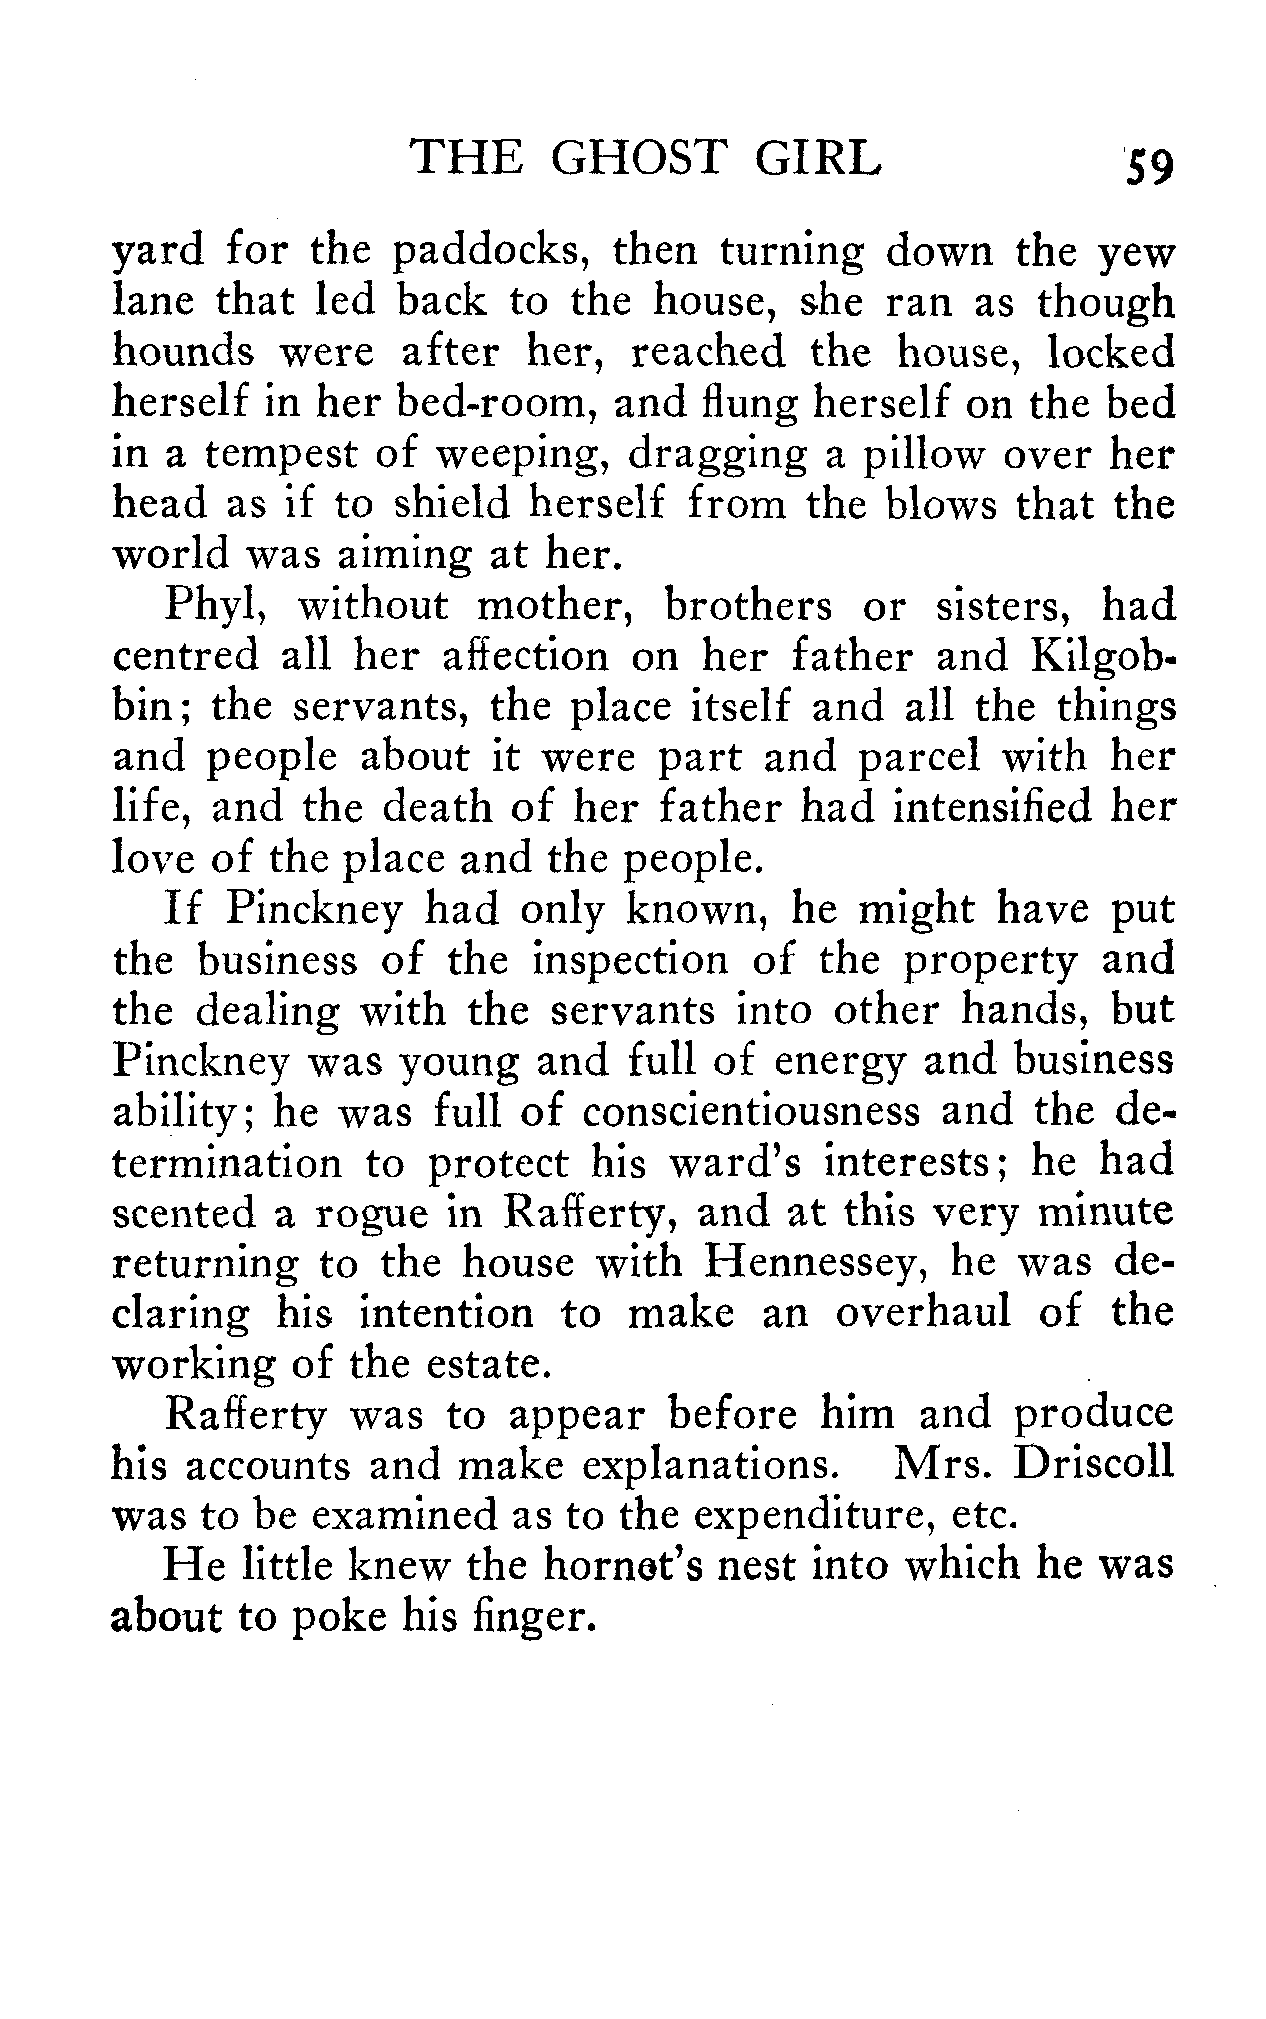 THE GHOST GIRL 59
yard for the paddocks, then turning down the yew
lane that led back to the house, she ran as though
hounds were after her, reached the house, locked
herself in her bed-room, and flung herself on the bed
in a tempest of weeping, dragging a pillow over her
head as if to shield herself from the blows that the
world was aiming at her.
Phyl, without mother, brothers or sisters, had
centred all her affection on her father and Kilgob-
bin; the servants, the place itself and all the things
and people about it were part and parcel with her
life, and the death of her father had intensified her
love of the place and the people.
If Pinckney had only known, he might have put
the business of the inspection of the property and
the dealing with the servants into other hands, but
Pinckney was young and full of energy and business
ability; he was full of conscientiousness and the de-
termination to protect his ward's interests; he had
scented a rogue in Rafferty, and at this very minute
returning to the house with Hennessey, he was de-
claring his intention to make an overhaul of the
working of the estate.
Rafferty was to appear before him and produce
his accounts and make explanations. Mrs. Driscoll
was to be examined as to the expenditure, etc.
He little knew the hornet's nest into which he was
about to poke his finger.